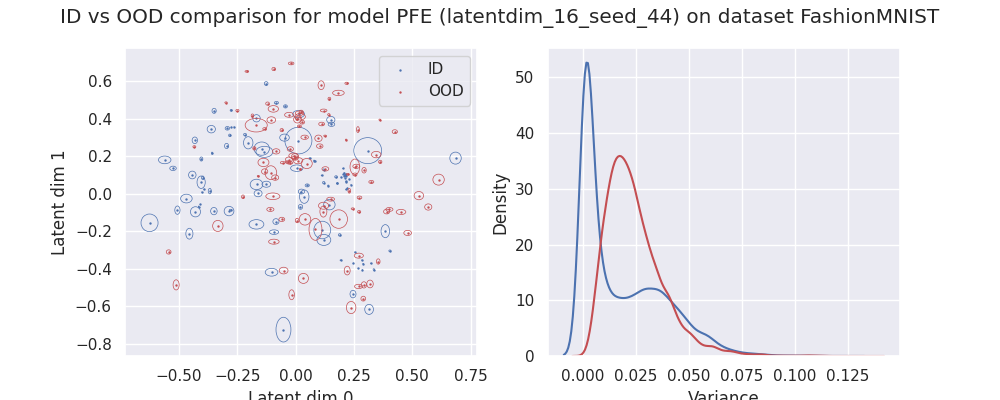 ID vs OOD comparison for model PFE (latentdim_16_seed_44) on dataset FashionMNIST
ID
OOD
Latent dim 1
0.6
0.4
0.2
0.0
−0.2
−0.4
−0.6
−0.8
−0.50 −0.25 0.00 0.25 0.50 0.75
Latent dim 0
Density
50
40
30
20
10
0
0.000 0.025 0.050 0.075 0.100 0.125
Variance